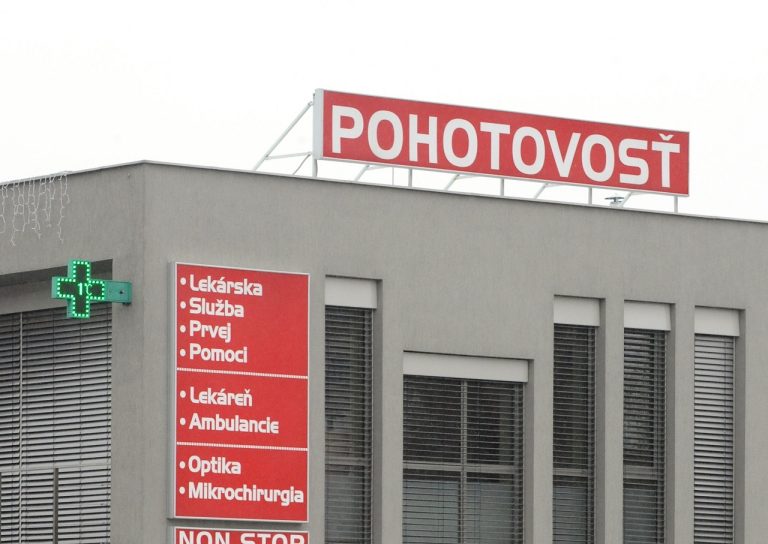 POHOTOVOSŤ
• Lekárska
• Služba
• Prvej
• Pomoci
• Lekáreň
• Ambulancie
• Optika
• Mikrochirurgia
NON STOP